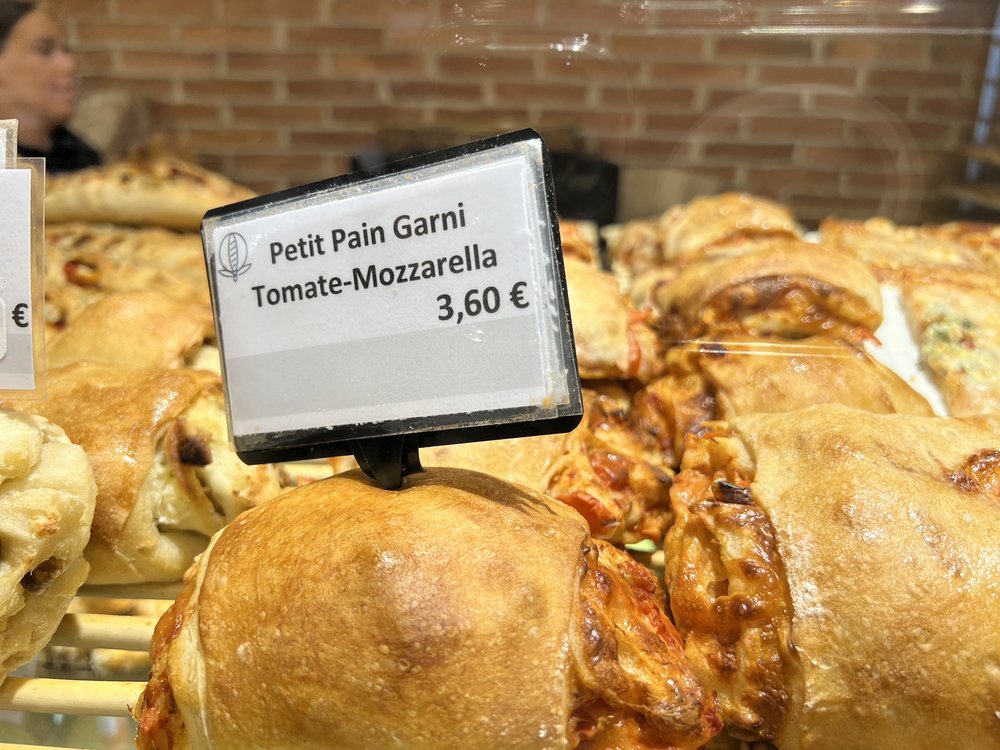 Petit Pain Garni
Tomate-Mozzarella
3,60 €
€